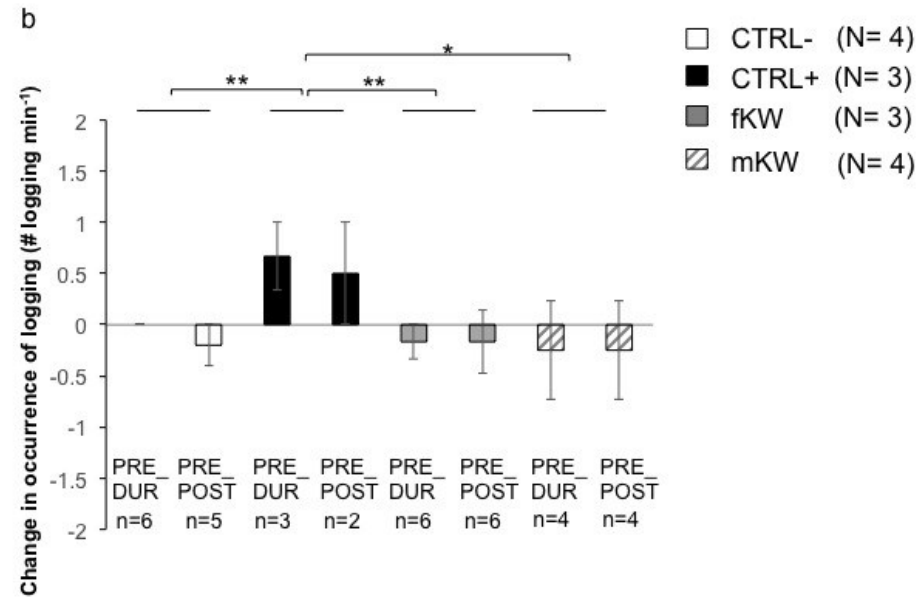 b
CTRL- (N= 4)
CTRL+ (N= 3)
fKW (N= 3)
mKW (N= 4)
*
** **
Change in occurrence of logging (# logging min⁻¹)
2
1.5
1
0.5
0
-0.5
-1
-1.5
-2
PRE_ PRE_ PRE_ PRE_ PRE_ PRE_ PRE_ PRE_
DUR POST DUR POST DUR POST DUR POST
n=6 n=5 n=3 n=2 n=6 n=6 n=4 n=4